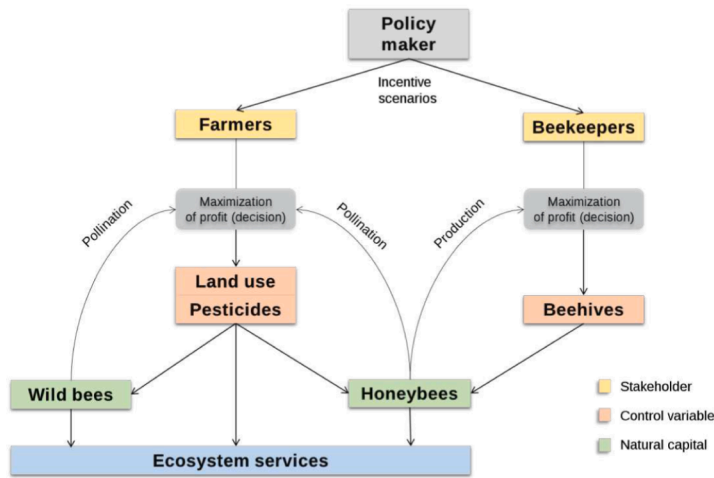 Policy
maker
Incentive
scenarios
Farmers
Beekeepers
Maximization
of profit (decision)
Maximization
of profit (decision)
Pollination
Pollination
Production
Land use
Pesticides
Beehives
Wild bees
Honeybees
Stakeholder
Control variable
Natural capital
Ecosystem services